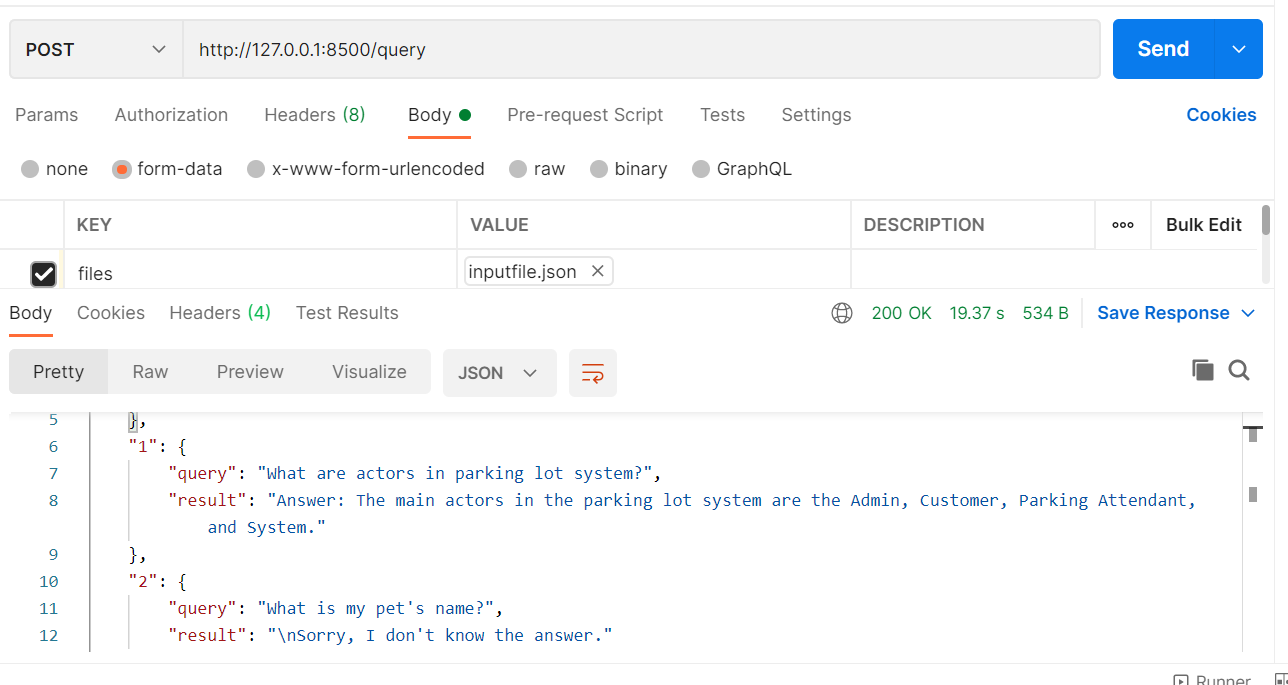 POST http://127.0.0.1:8500/query Send
Params Authorization Headers (8) Body Pre-request Script Tests Settings Cookies
none form-data x-www-form-urlencoded raw binary GraphQL
KEY VALUE DESCRIPTION ooo Bulk Edit
files inputfile.json ×
Body Cookies Headers (4) Test Results 200 OK 19.37 s 534 B Save Response
Pretty Raw Preview Visualize JSON
5 },
6 "1": {
7 "query": "What are actors in parking lot system?",
8 "result": "Answer: The main actors in the parking lot system are the Admin, Customer, Parking Attendant,
and System."
9 },
10 "2": {
11 "query": "What is my pet's name?",
12 "result": "\nSorry, I don't know the answer."
Runner